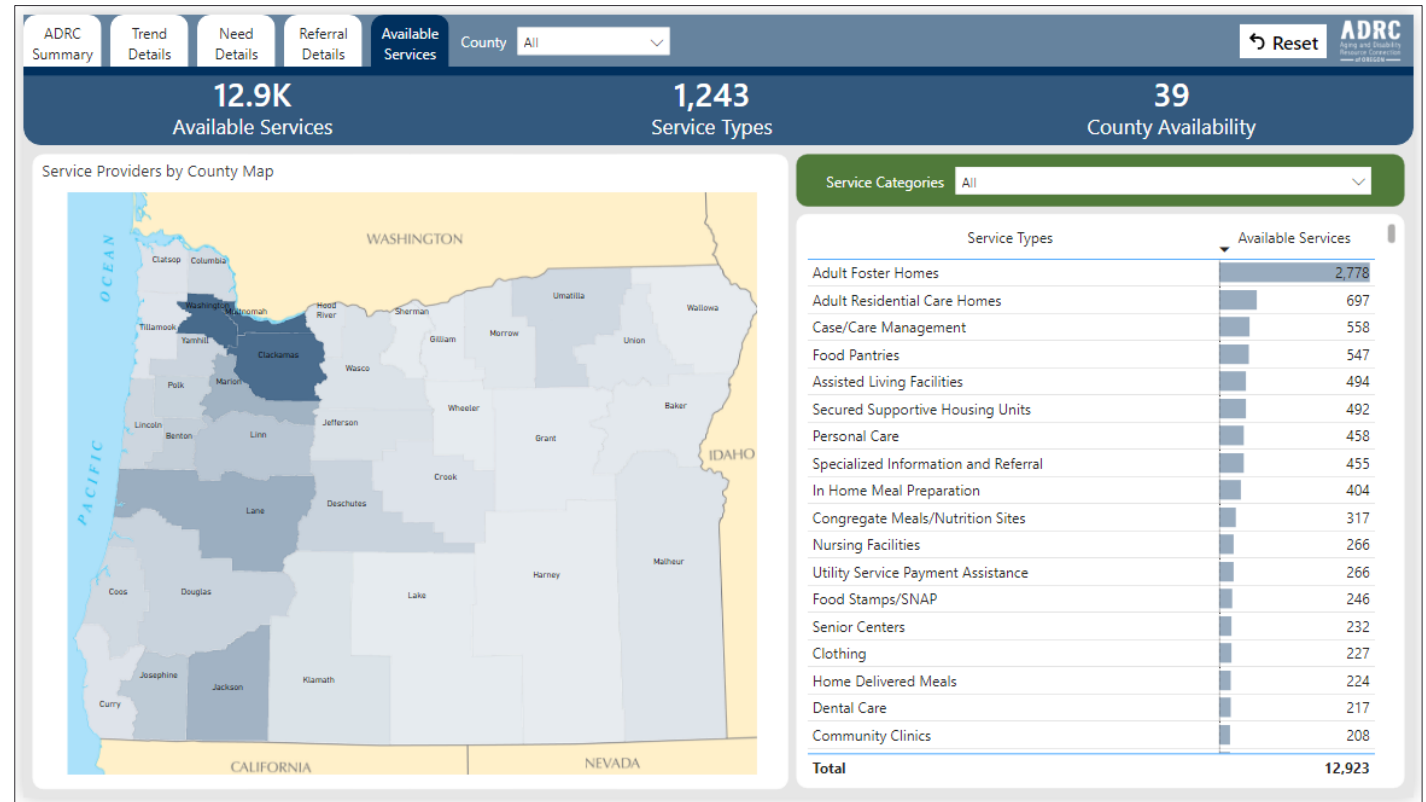 ADRC
Summary
Trend
Details
Need
Details
Referral
Details
Available
Services
County All
Reset
ADRC
Aging and Disability
Resource Connection
of OREGON
12.9K
Available Services
1,243
Service Types
39
County Availability
Service Providers by County Map
WASHINGTON
PACIFIC
OCEAN
IDAHO
CALIFORNIA
NEVADA
Clatsop
Columbia
Washington
Multnomah
Hood
River
Sherman
Umatilla
Wallowa
Tillamook
Yamhill
Gilliam
Morrow
Union
Clackamas
Wasco
Polk
Marion
Wheeler
Baker
Lincoln
Benton
Linn
Jefferson
Grant
Crook
Lane
Deschutes
Malheur
Harney
Coos
Douglas
Lake
Josephine
Jackson
Klamath
Curry
Service Categories All
Service Types Available Services
Adult Foster Homes 2,778
Adult Residential Care Homes 697
Case/Care Management 558
Food Pantries 547
Assisted Living Facilities 494
Secured Supportive Housing Units 492
Personal Care 458
Specialized Information and Referral 455
In Home Meal Preparation 404
Congregate Meals/Nutrition Sites 317
Nursing Facilities 266
Utility Service Payment Assistance 266
Food Stamps/SNAP 246
Senior Centers 232
Clothing 227
Home Delivered Meals 224
Dental Care 217
Community Clinics 208
Total 12,923